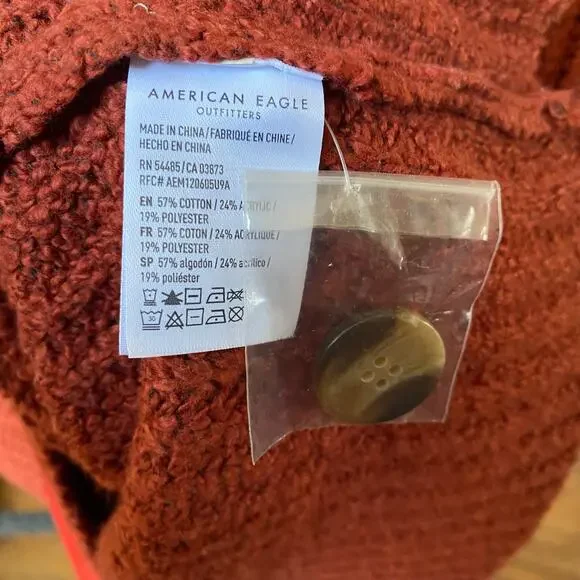 AMERICAN EAGLE
OUTFITTERS
MADE IN CHINA/FABRIQUÉ EN CHINE/
HECHO EN CHINA
RN 54485/CA 03873
RFC# AEM120605U9A
EN 57% COTTON / 24% ACRYLIC /
19% POLYESTER
FR 57% COTON / 24% ACRYLIQUE /
19% POLYESTER
SP 57% algodón / 24% acrílico /
19% poliéster
30